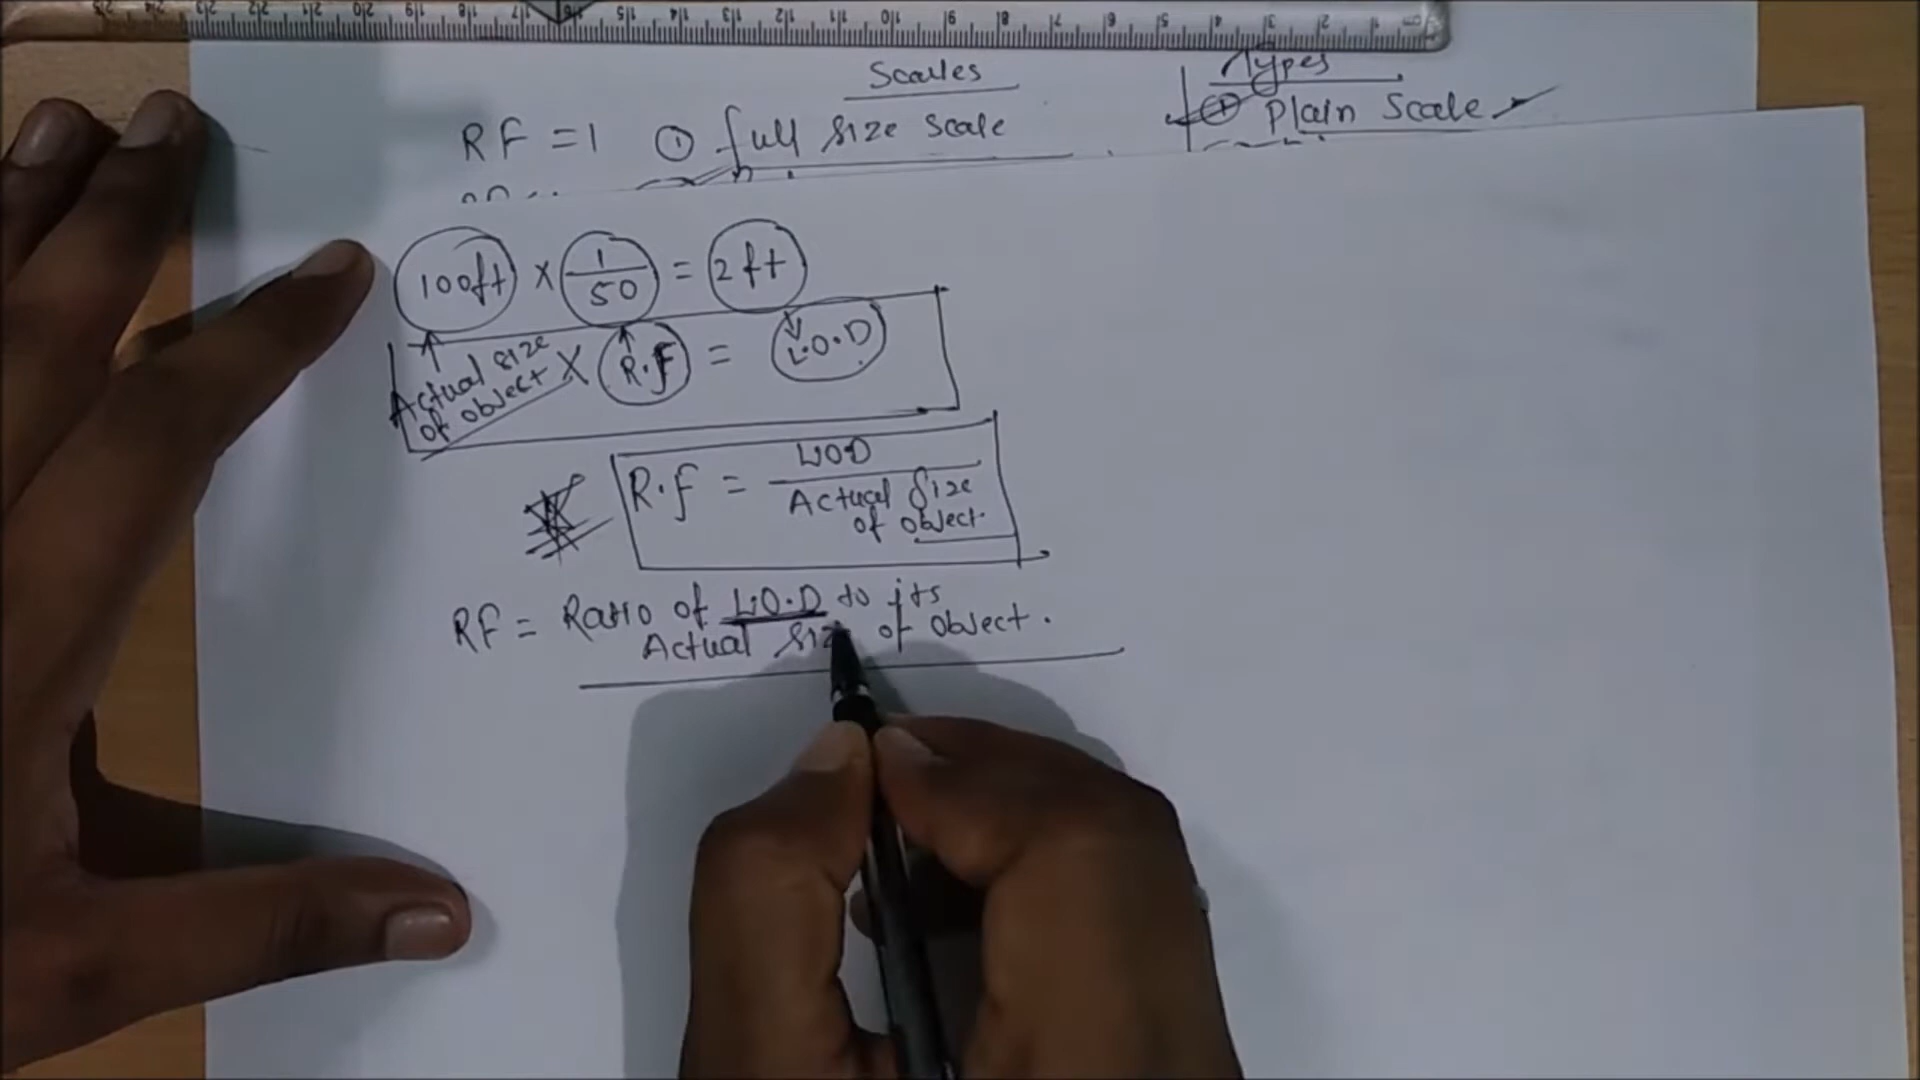 Scales
RF = 1 ① full size scale
Types
① Plain Scale
100ft × 1/50 = 2ft
Actual size of object × R.F = L.O.D
R.F = L.O.D / Actual Size of Object
RF = Ratio of L.O.D to its
Actual Size of Object.